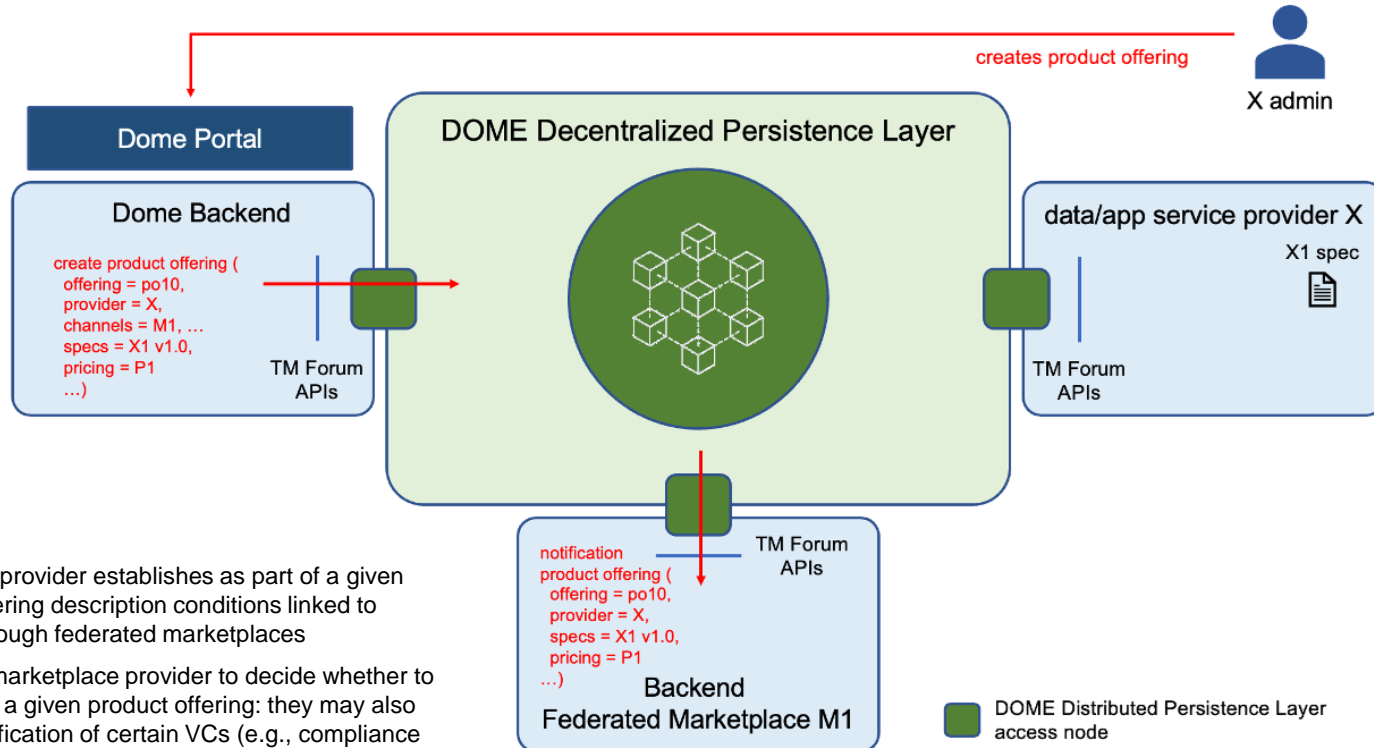 creates product offering
X admin
Dome Portal
DOME Decentralized Persistence Layer
Dome Backend
create product offering (
offering = po10,
provider = X,
channels = M1, …
specs = X1 v1.0,
pricing = P1
…)
TM Forum
APIs
data/app service provider X
X1 spec
TM Forum
APIs
notification
product offering (
offering = po10,
provider = X,
specs = X1 v1.0,
pricing = P1
…)
TM Forum
APIs
Backend
Federated Marketplace M1
provider establishes as part of a given
ering description conditions linked to
ough federated marketplaces
marketplace provider to decide whether to
a given product offering: they may also
fication of certain VCs (e.g., compliance
DOME Distributed Persistence Layer
access node